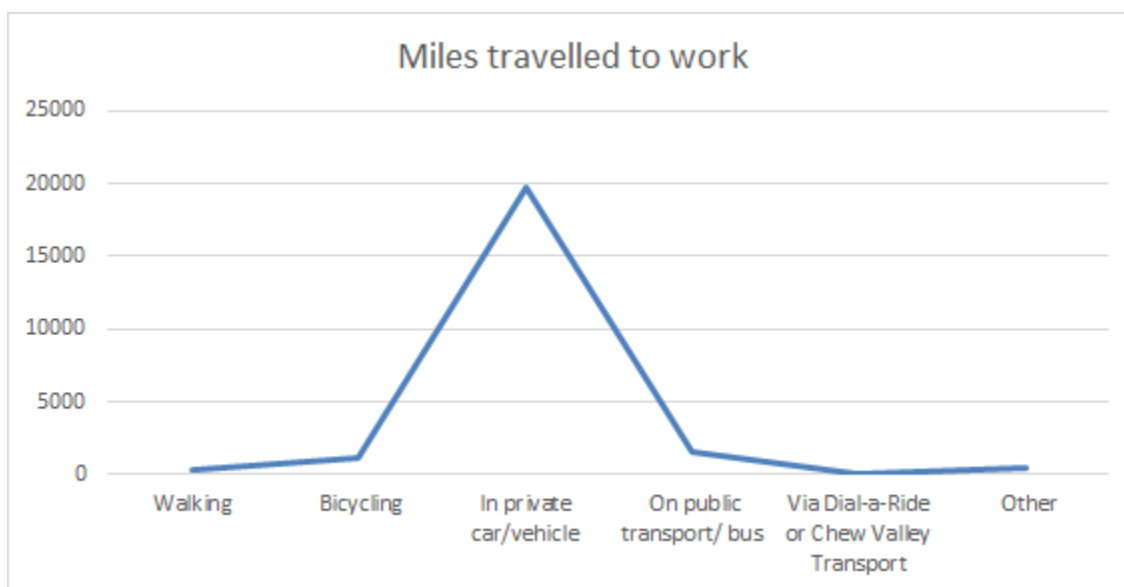 Miles travelled to work
25000
20000
15000
10000
5000
0
Walking
Bicycling
In private
car/vehicle
On public
transport/ bus
Via Dial-a-Ride
or Chew Valley
Transport
Other